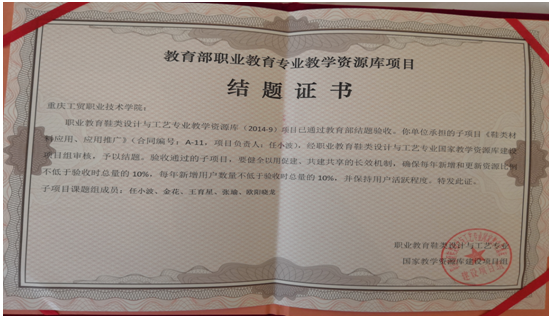 教育部职业教育专业教学资源库项目
结题证书
重庆工贸职业技术学院：
职业教育鞋类设计与工艺专业教学资源库（2014-9）项目已通过教育部结题验收。你单位承担的子项目《鞋类材
料应用、应用推广》（合同编号：A-11，项目负责人：任小波），经职业教育鞋类设计与工艺专业国家教学资源库建设
项目组审核，予以结题。验收通过的子项目，要健全以用促建、共建共享的长效机制，确保每年新增和更新资源比例
不低于验收时总量的10%，每年新增用户数量不低于验收时总量的10%，并保持用户活跃程度。特发此证。
子项目课题组成员：任小波、金花、王育星、张瑜、欧阳晓龙
职业教育鞋类设计与工艺专业
国家教学资源库建设项目组